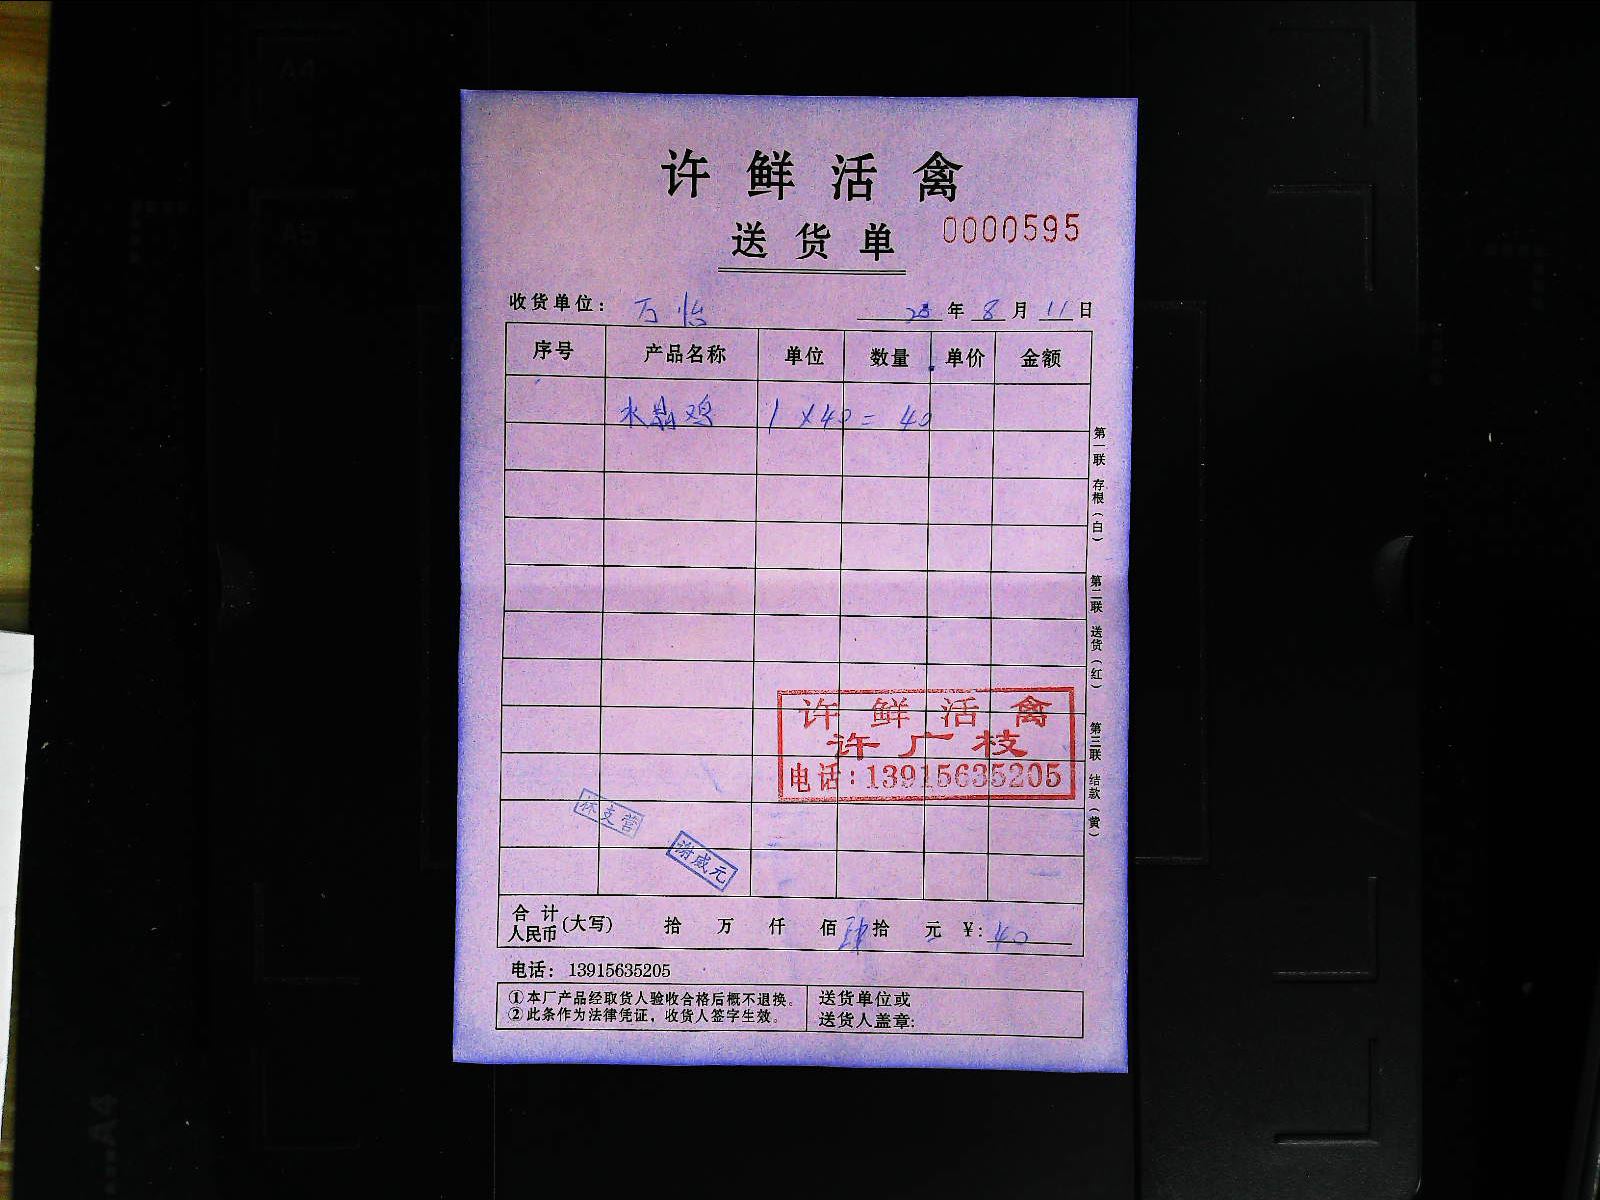 许鲜活禽
送货单 0000595
收货单位： 万怡 年 8 月 11 日
序号 产品名称 单位 数量 单价 金额
水晶鸡 1 × 40 = 40
第一联 存根（白）
第二联 送货（红）
第三联 结款（黄）
许鲜活禽
许广枝
电话：13915635205
谢威元
合计人民币（大写） 拾 万 仟 佰 肆拾 元 ¥: 40
电话： 13915635205
①本厂产品经取货人验收合格后概不退换。
②此条作为法律凭证，收货人签字生效。
送货单位或
送货人盖章: